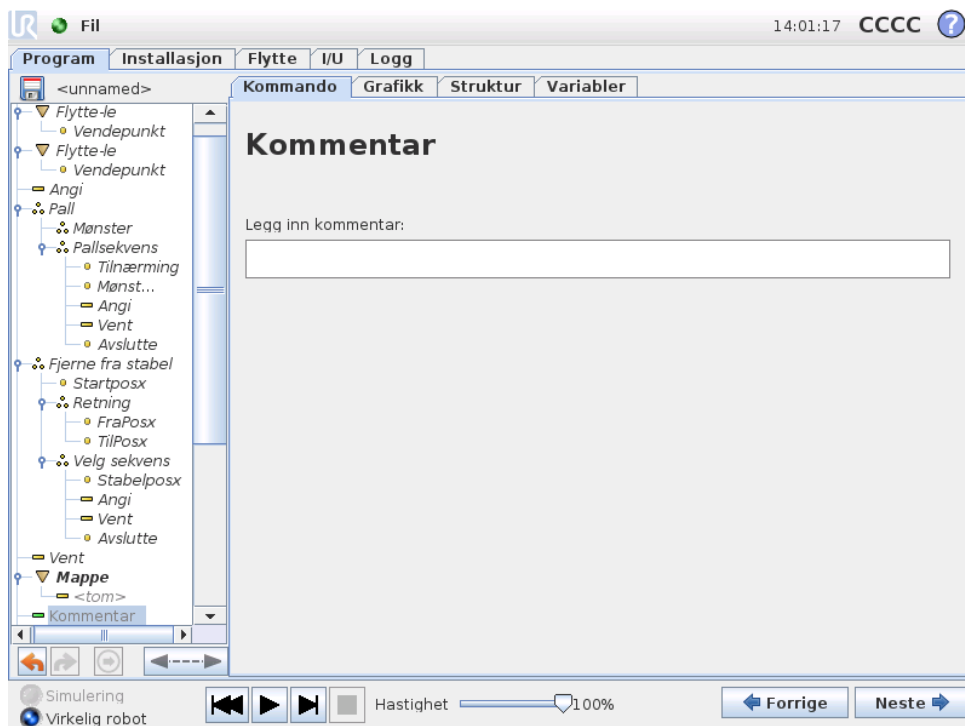 UR Fil 14:01:17 CCCC ?
Program Installasjon Flytte I/U Logg
<unnamed> Kommando Grafikk Struktur Variabler
Flytte-le
Vendepunkt
Flytte-le
Vendepunkt
Angi
Pall
Mønster
Pallsekvens
Tilnærming
Mønst...
Angi
Vent
Avslutte
Fjerne fra stabel
Startposx
Retning
FraPosx
TilPosx
Velg sekvens
Stabelposx
Angi
Vent
Avslutte
Vent
Mappe
<tom>
Kommentar
Kommentar
Legg inn kommentar:
Simulering
Virkelig robot
Hastighet 100%
Forrige Neste